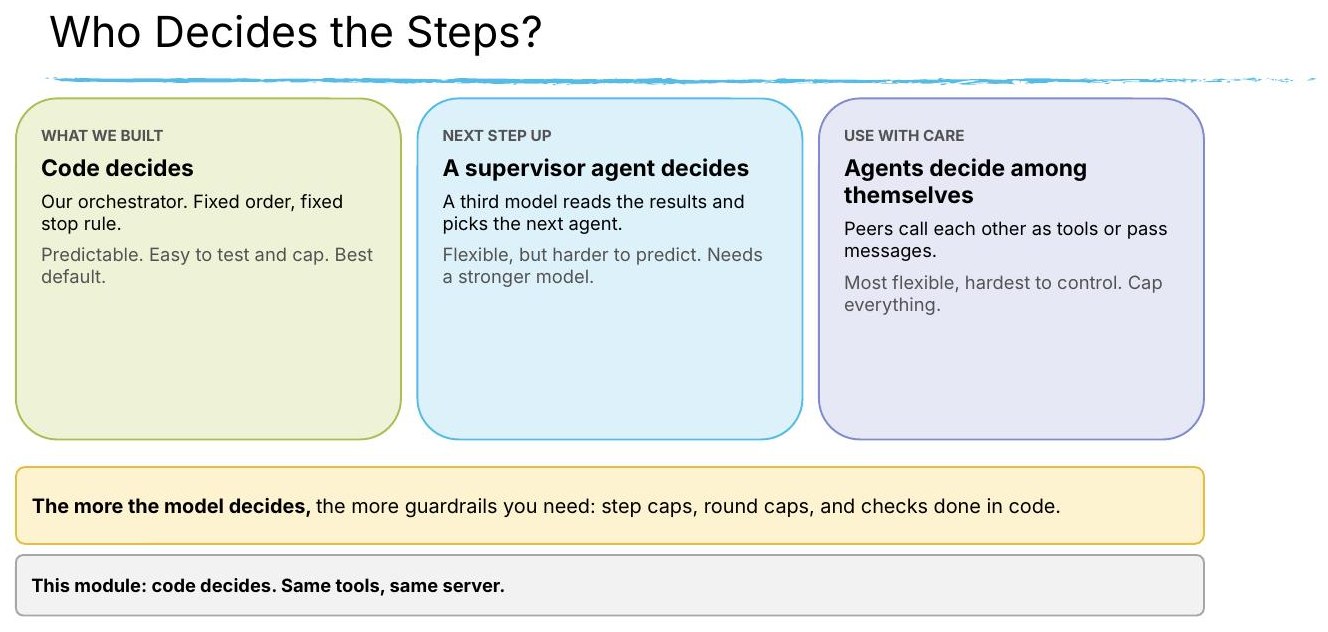 Who Decides the Steps?
WHAT WE BUILT
Code decides
Our orchestrator. Fixed order, fixed
stop rule.
Predictable. Easy to test and cap. Best
default.
NEXT STEP UP
A supervisor agent decides
A third model reads the results and
picks the next agent.
Flexible, but harder to predict. Needs
a stronger model.
USE WITH CARE
Agents decide among
themselves
Peers call each other as tools or pass
messages.
Most flexible, hardest to control. Cap
everything.
The more the model decides, the more guardrails you need: step caps, round caps, and checks done in code.
This module: code decides. Same tools, same server.